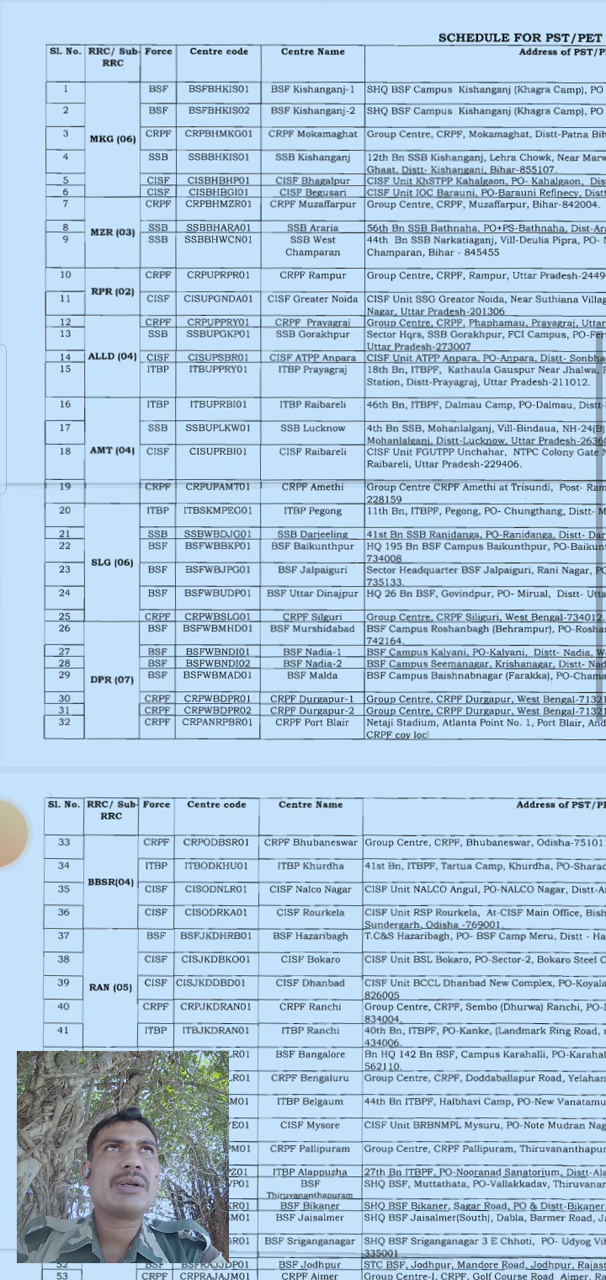 SCHEDULE FOR PST/PET
Sl. No. RRC/ Sub-RRC Force Centre code Centre Name Address of PST/P
1 BSF BSFBHKIS01 BSF Kishanganj-1 SHQ BSF Campus Kishanganj (Khagra Camp), PO
2 BSF BSFBHKIS02 BSF Kishanganj-2 SHQ BSF Campus Kishanganj (Khagra Camp), PO
3 CRPF CRPBHMKG01 CRPF Mokamaghat Group Centre, CRPF, Mokamaghat, Distt-Patna Bih
MKG (06)
4 SSB SSBBHKIS01 SSB Kishanganj 12th Bn SSB Kishanganj, Lehra Chowk, Near Marw
Ghaat, Distt- Kishanganj, Bihar-855107.
5 CISF CISBHBHP01 CISF Bhagalpur CISF Unit KhSTPP Kahalgaon, PO- Kahalgaon, Dis
6 CISF CISBHBGI01 CISF Begusari CISF Unit IOC Barauni, PO-Barauni Refinecy, Distt
7 CRPF CRPBHMZR01 CRPF Muzaffarpur Group Centre, CRPF, Muzaffarpur, Bihar-842004.
MZR (03)
8 SSB SSBBHARA01 SSB Araria 56th Bn SSB Bathnaha, PO+PS-Bathnaha, Dist-Ar
9 SSB SSBBHWCN01 SSB West Champaran 44th Bn SSB Narkatiaganj, Vill-Deulia Pipra, PO- N
Champaran, Bihar - 845455
10 CRPF CRPUPRPR01 CRPF Rampur Group Centre, CRPF, Rampur, Uttar Pradesh-2449
RPR (02)
11 CISF CISUPGNDA01 CISF Greater Noida CISF Unit SSG Greator Noida, Near Suthiana Villag
Nagar, Uttar Pradesh-201306
12 CRPF CRPUPPRY01 CRPF Prayagraj Group Centre, CRPF, Phaphamau, Prayagraj, Uttar
13 SSB SSBUPGKP01 SSB Gorakhpur Sector Hqrs, SSB Gorakhpur, FCI Campus, PO-Fer
Uttar Pradesh-273007
ALLD (04)
14 CISF CISUPSBR01 CISF ATPP Anpara CISF Unit ATPP Anpara, PO-Anpara, Distt- Sonbha
15 ITBP ITBUPPRY01 ITBP Prayagraj 18th Bn, ITBPF, Kathaula Gauspur Near Jhalwa, P
Station, Distt-Prayagraj, Uttar Pradesh-211012.
16 ITBP ITBUPRBI01 ITBP Raibareli 46th Bn, ITBPF, Dalmau Camp, PO-Dalmau, Distt-
17 SSB SSBUPLKW01 SSB Lucknow 4th Bn SSB, Mohanlalganj, Vill-Bindaua, NH-24(B)
Mohanlalganj, Distt-Lucknow, Uttar Pradesh-2636
AMT (04)
18 CISF CISUPRBI01 CISF Raibareli CISF Unit FGUTPP Unchahar, NTPC Colony Gate N
Raibareli, Uttar Pradesh-229406.
19 CRPF CRPUPAMT01 CRPF Amethi Group Centre CRPF Amethi at Trisundi, Post- Ram
228159
20 ITBP ITBSKMPEG01 ITBP Pegong 11th Bn, ITBPF, Pegong, PO- Chungthang, Distt- M
21 SSB SSBWBDJG01 SSB Darjeeling 41st Bn SSB Ranidanga, PO-Ranidanga, Distt- Dar
22 BSF BSFWBBKP01 BSF Baikunthpur HQ 195 Bn BSF Campus Baikunthpur, PO-Baikun
734008
SLG (06)
23 BSF BSFWBJPG01 BSF Jalpaiguri Sector Headquarter BSF Jalpaiguri, Rani Nagar, PO
735133.
24 BSF BSFWBUDP01 BSF Uttar Dinajpur HQ 26 Bn BSF, Govindpur, PO - Mirual, Distt- Utta
25 CRPF CRPWBSLG01 CRPF Silguri Group Centre, CRPF Siliguri, West Bengal-734012.
26 BSF BSFWBMHD01 BSF Murshidabad BSF Campus Roshanbagh (Behrampur), PO-Rosha
742164.
27 BSF BSFWBNDI01 BSF Nadia-1 BSF Campus Kalyani, PO-Kalyani, Distt- Nadia, W
28 BSF BSFWBNDI02 BSF Nadia-2 BSF Campus Seemanagar, Krishanagar, Distt- Nad
29 BSF BSFWBMAD01 BSF Malda BSF Campus Baishnabnagar (Farakka), PO-Chama
DPR (07)
30 CRPF CRPWBDPR01 CRPF Durgapur-1 Group Centre, CRPF Durgapur, West Bengal-71321
31 CRPF CRPWBDPR02 CRPF Durgapur-2 Group Centre, CRPF Durgapur, West Bengal-71321
32 CRPF CRPANRPBR01 CRPF Port Blair Netaji Stadium, Atlanta Point No. 1, Port Blair, And
CRPF coy loc
Sl. No. RRC/ Sub-RRC Force Centre code Centre Name Address of PST/P
33 CRPF CRPODBSR01 CRPF Bhubaneswar Group Centre, CRPF, Bhubaneswar, Odisha-75101
34 ITBP ITBODKHU01 ITBP Khurdha 41st Bn, ITBPF, Tartua Camp, Khurdha, PO-Sharad
BBSR(04)
35 CISF CISODNLR01 CISF Nalco Nagar CISF Unit NALCO Angul, PO-NALCO Nagar, Distt-A
36 CISF CISODRKA01 CISF Rourkela CISF Unit RSP Rourkela, At-CISF Main Office, Bish
Sundergarh, Odisha -769001.
37 BSF BSFJKDHRB01 BSF Hazaribagh T.C&S Hazaribagh, PO- BSF Camp Meru, Distt - Ha
38 CISF CISJKDBKO01 CISF Bokaro CISF Unit BSL Bokaro, PO-Sector-2, Bokaro Steel C
39 CISF CISJKDDBD01 CISF Dhanbad CISF Unit BCCL Dhanbad New Complex, PO-Koyala
826005
RAN (05)
40 CRPF CRPJKDRAN01 CRPF Ranchi Group Centre, CRPF, Sembo (Dhurwa) Ranchi, PO-
834004.
41 ITBP ITBJKDRAN01 ITBP Ranchi 40th Bn, ITBPF, PO-Kanke, (Landmark Ring Road,
434006.
LR01 BSF Bangalore Bn HQ 142 Bn BSF, Campus Karahalli, PO-Karahal
562110.
LR01 CRPF Bengaluru Group Centre, CRPF, Doddaballapur Road, Yelahan
M01 ITBP Belgaum 44th Bn ITBPF, Halbhavi Camp, PO-New Vanatamu
YE01 CISF Mysore CISF Unit BRBNMPL Mysuru, PO-Note Mudran Nag
PM01 CRPF Pallipuram Group Centre, CRPF, Pallipuram, Thiruvananthapur
PZ01 ITBP Alappuzha 27th Bn ITBPF, PO-Nooranad Sanatorium, Distt-Ala
VP01 BSF Thiruvananthapuram SHQ BSF, Muttathata, PO-Vallakkadav, Thiruvanan
KR01 BSF Bikaner SHQ BSF Bikaner, Sagar Road, PO & Distt-Bikaner
SM01 BSF Jaisalmer SHQ BSF Jaisalmer(South), Dabla, Barmer Road, Ja
GR01 BSF Sriganganagar SHQ BSF Sriganganagar 3 E Chhoti, PO- Udyog Vih
335001
52 BSF BSFRAJJDP01 BSF Jodhpur STC BSF, Jodhpur, Mandore Road, Jodhpur, Rajast
53 CRPF CRPRAJAJM01 CRPF Ajmer Group Centre-I, CRPF, Golf Course Road Ajmer,